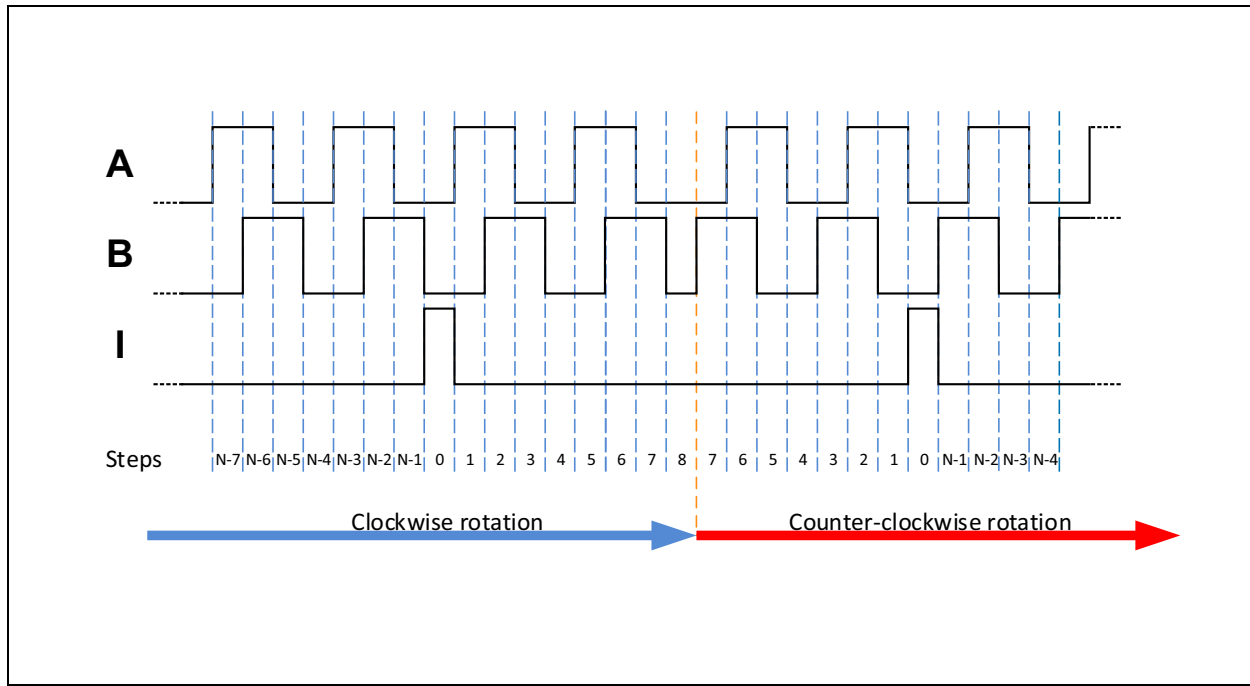 A
B
I
Steps N-7 N-6 N-5 N-4 N-3 N-2 N-1 0 1 2 3 4 5 6 7 8 7 6 5 4 3 2 1 0 N-1 N-2 N-3 N-4
Clockwise rotation Counter-clockwise rotation